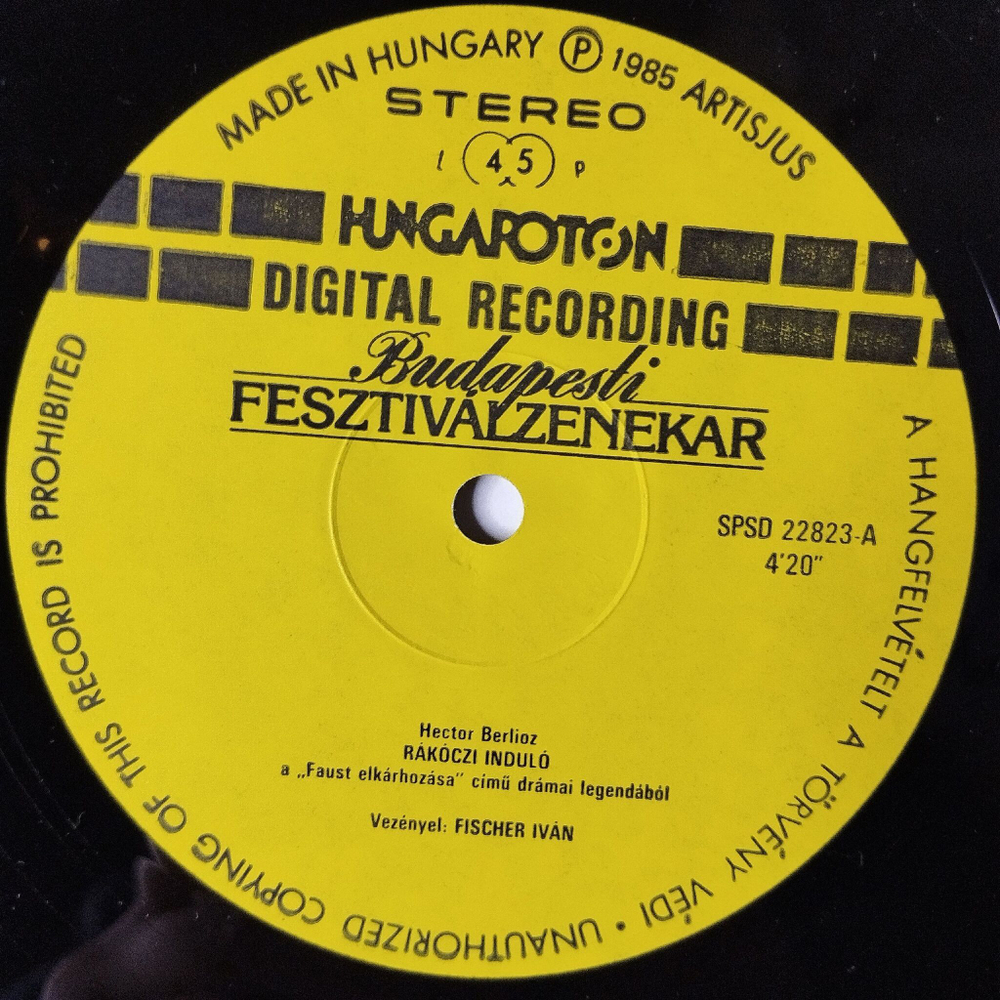 MADE IN HUNGARY Ⓟ 1985 ARTISJUS
STEREO
l 45 p
HUNGAROTON
DIGITAL RECORDING
Budapesti
FESZTIVÁLZENEKAR
SPSD 22823-A
4'20"
Hector Berlioz
RÁKÓCZI INDULÓ
a „Faust elkárhozása" című drámai legendából
Vezényel: FISCHER IVÁN
A HANGFELVÉTELT A TÖRVÉNY VÉDI • UNAUTHORIZED COPYING OF THIS RECORD IS PROHIBITED